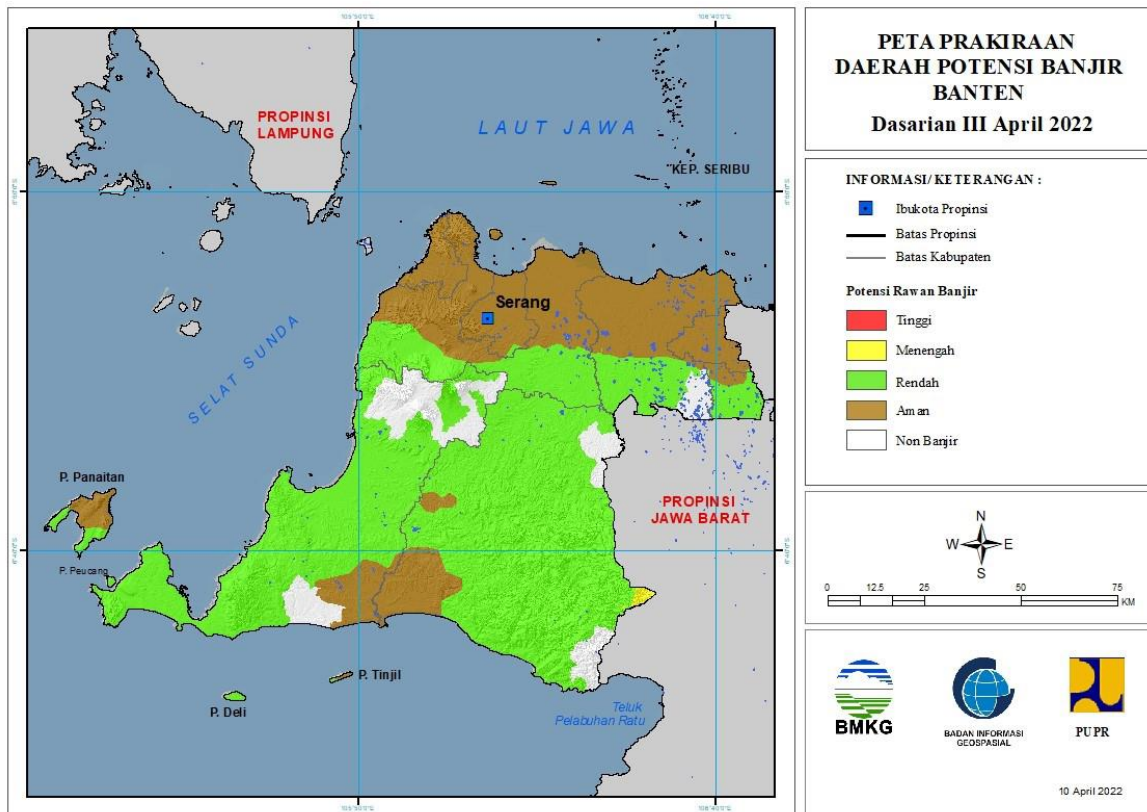 PETA PRAKIRAAN
DAERAH POTENSI BANJIR
BANTEN
Dasarian III April 2022
INFORMASI/ KETERANGAN :
Ibukota Propinsi
Batas Propinsi
Batas Kabupaten
Potensi Rawan Banjir
Tinggi
Menengah
Rendah
Aman
Non Banjir
N
W E
S
0 12.5 25 50 75
KM
BMKG
BADAN INFORMASI
GEOSPASIAL
PUPR
10 April 2022
PROPINSI
LAMPUNG
LAUT JAWA
KEP. SERIBU
Serang
SELAT SUNDA
P. Panaitan
P. Peucang
PROPINSI
JAWA BARAT
P. Tinjil
P. Deli
Teluk
Pelabuhan Ratu